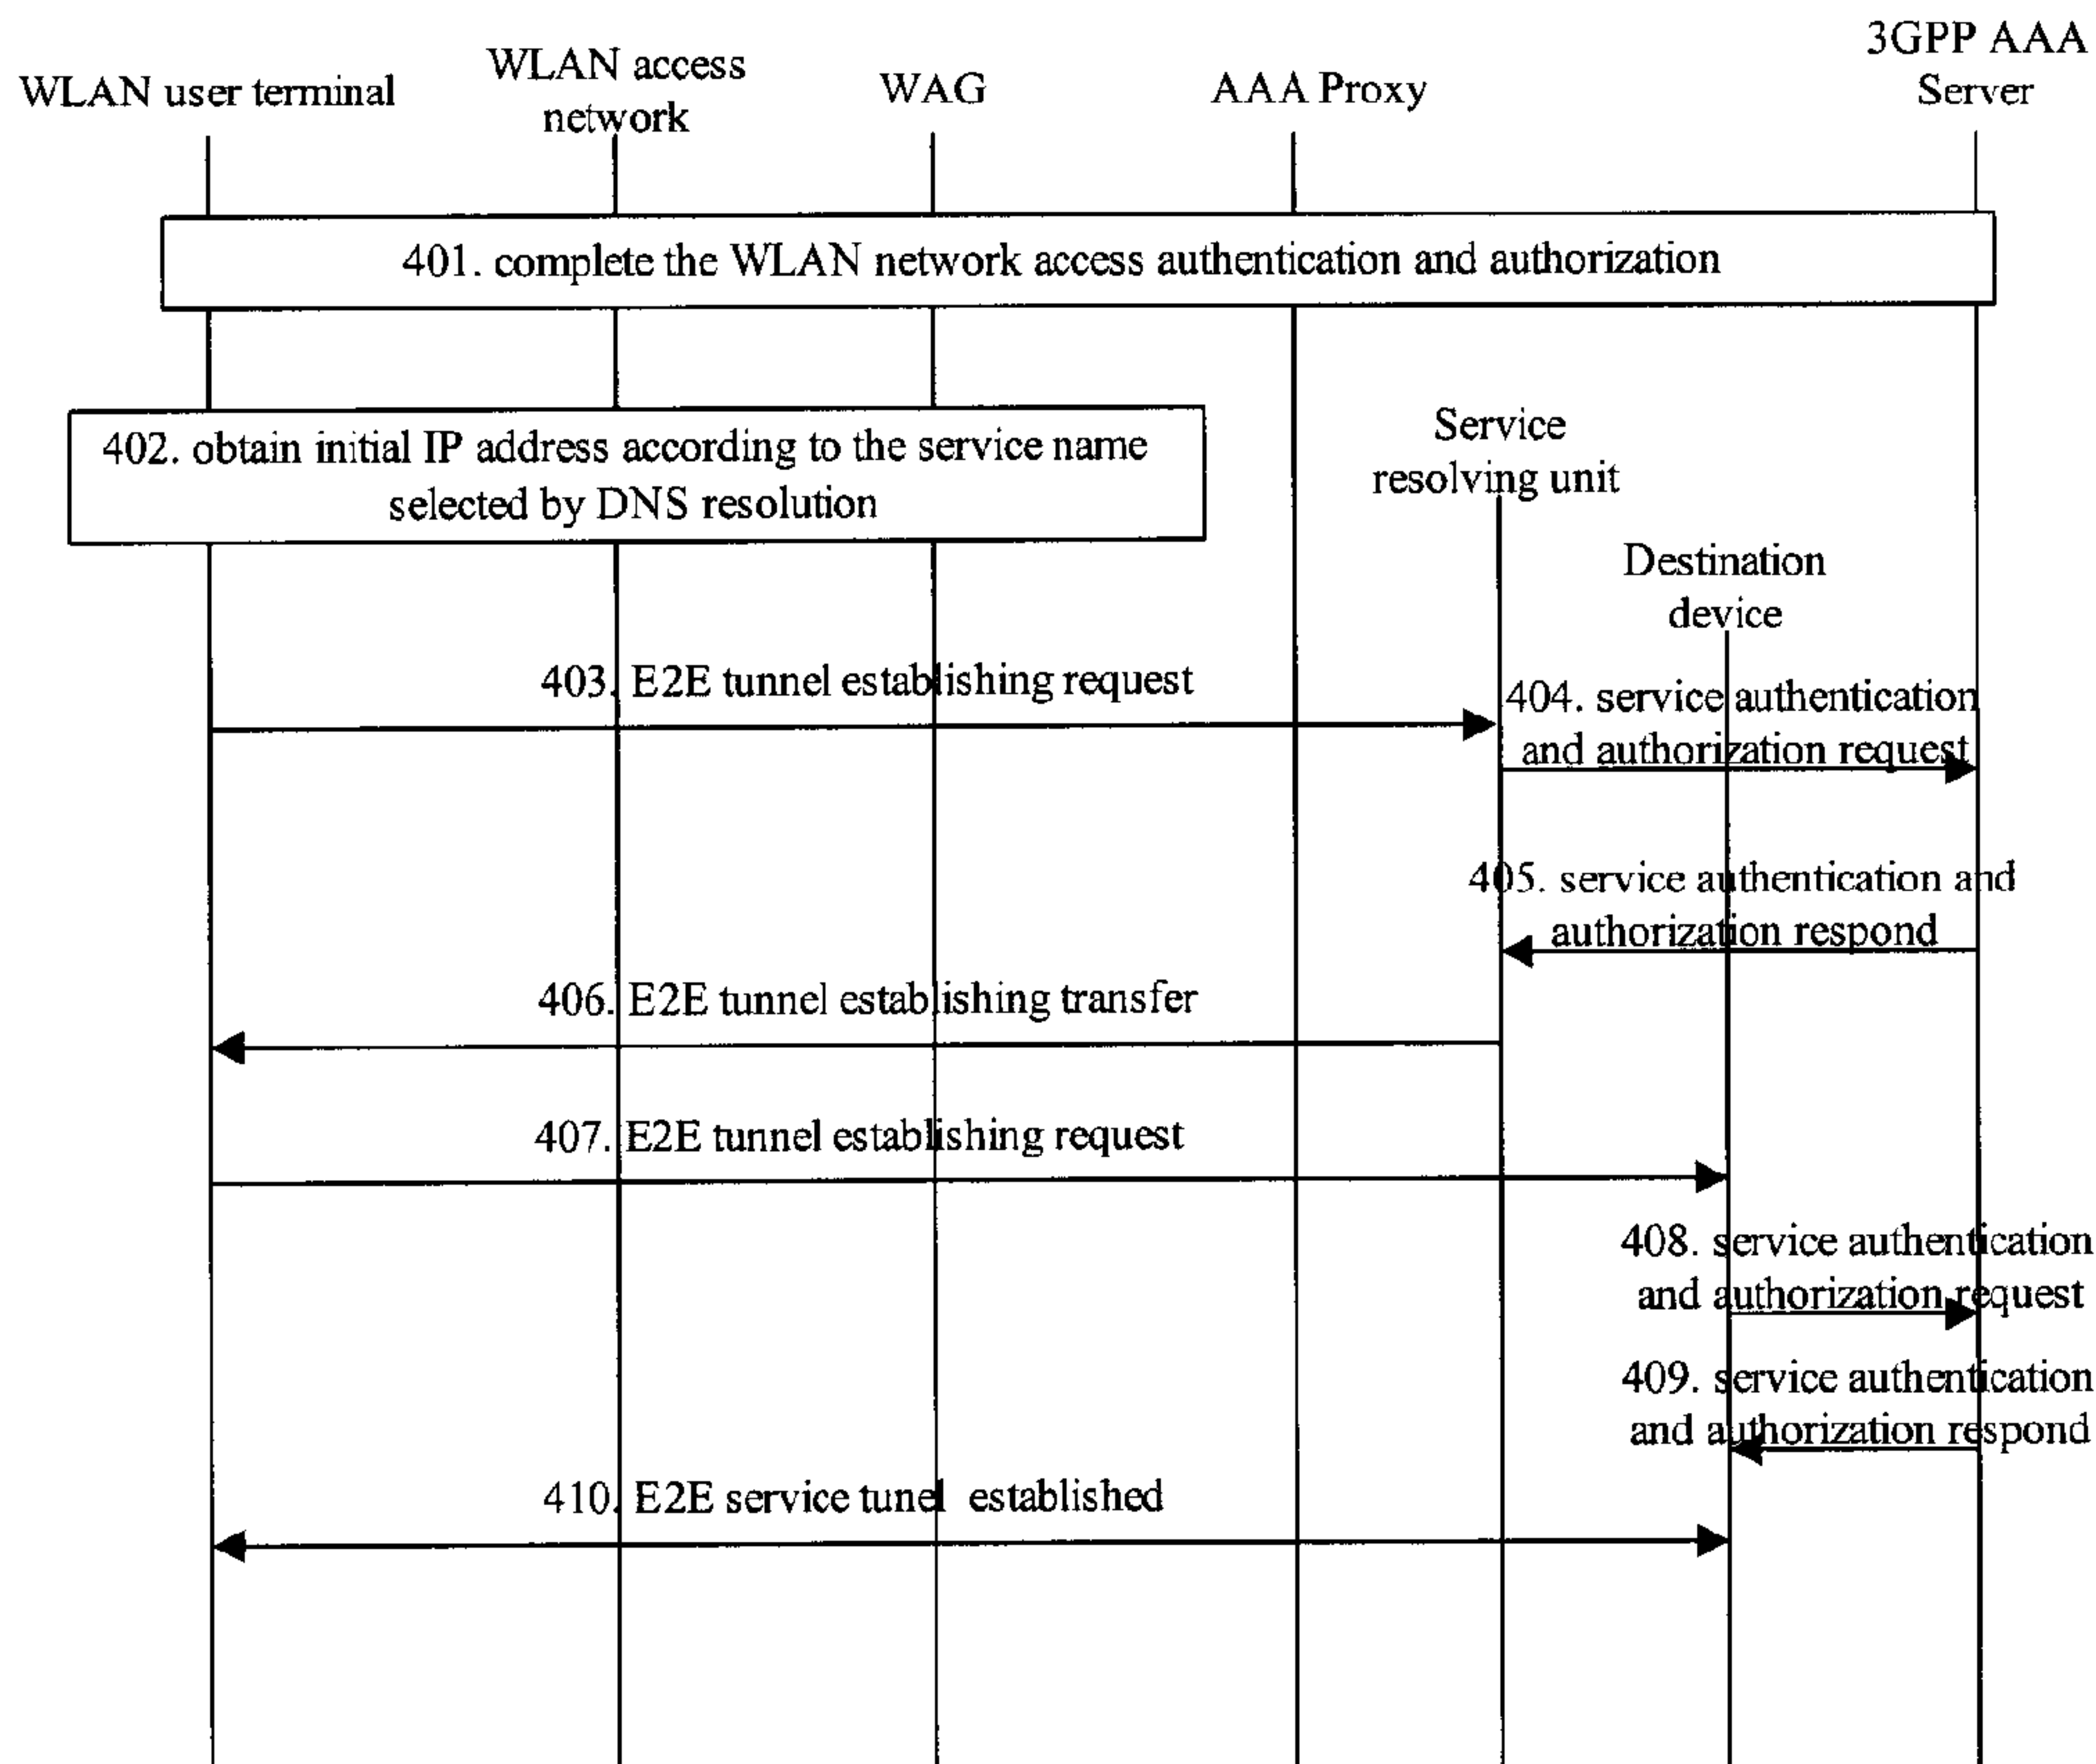 3GPP AAA
Server
WLAN user terminal
WLAN access
network
WAG
AAA Proxy
401. complete the WLAN network access authentication and authorization
402. obtain initial IP address according to the service name
selected by DNS resolution
Service
resolving unit
Destination
device
403. E2E tunnel establishing request
404. service authentication
and authorization request
405. service authentication and
authorization respond
406. E2E tunnel establishing transfer
407. E2E tunnel establishing request
408. service authentication
and authorization request
409. service authentication
and authorization respond
410. E2E service tunel established